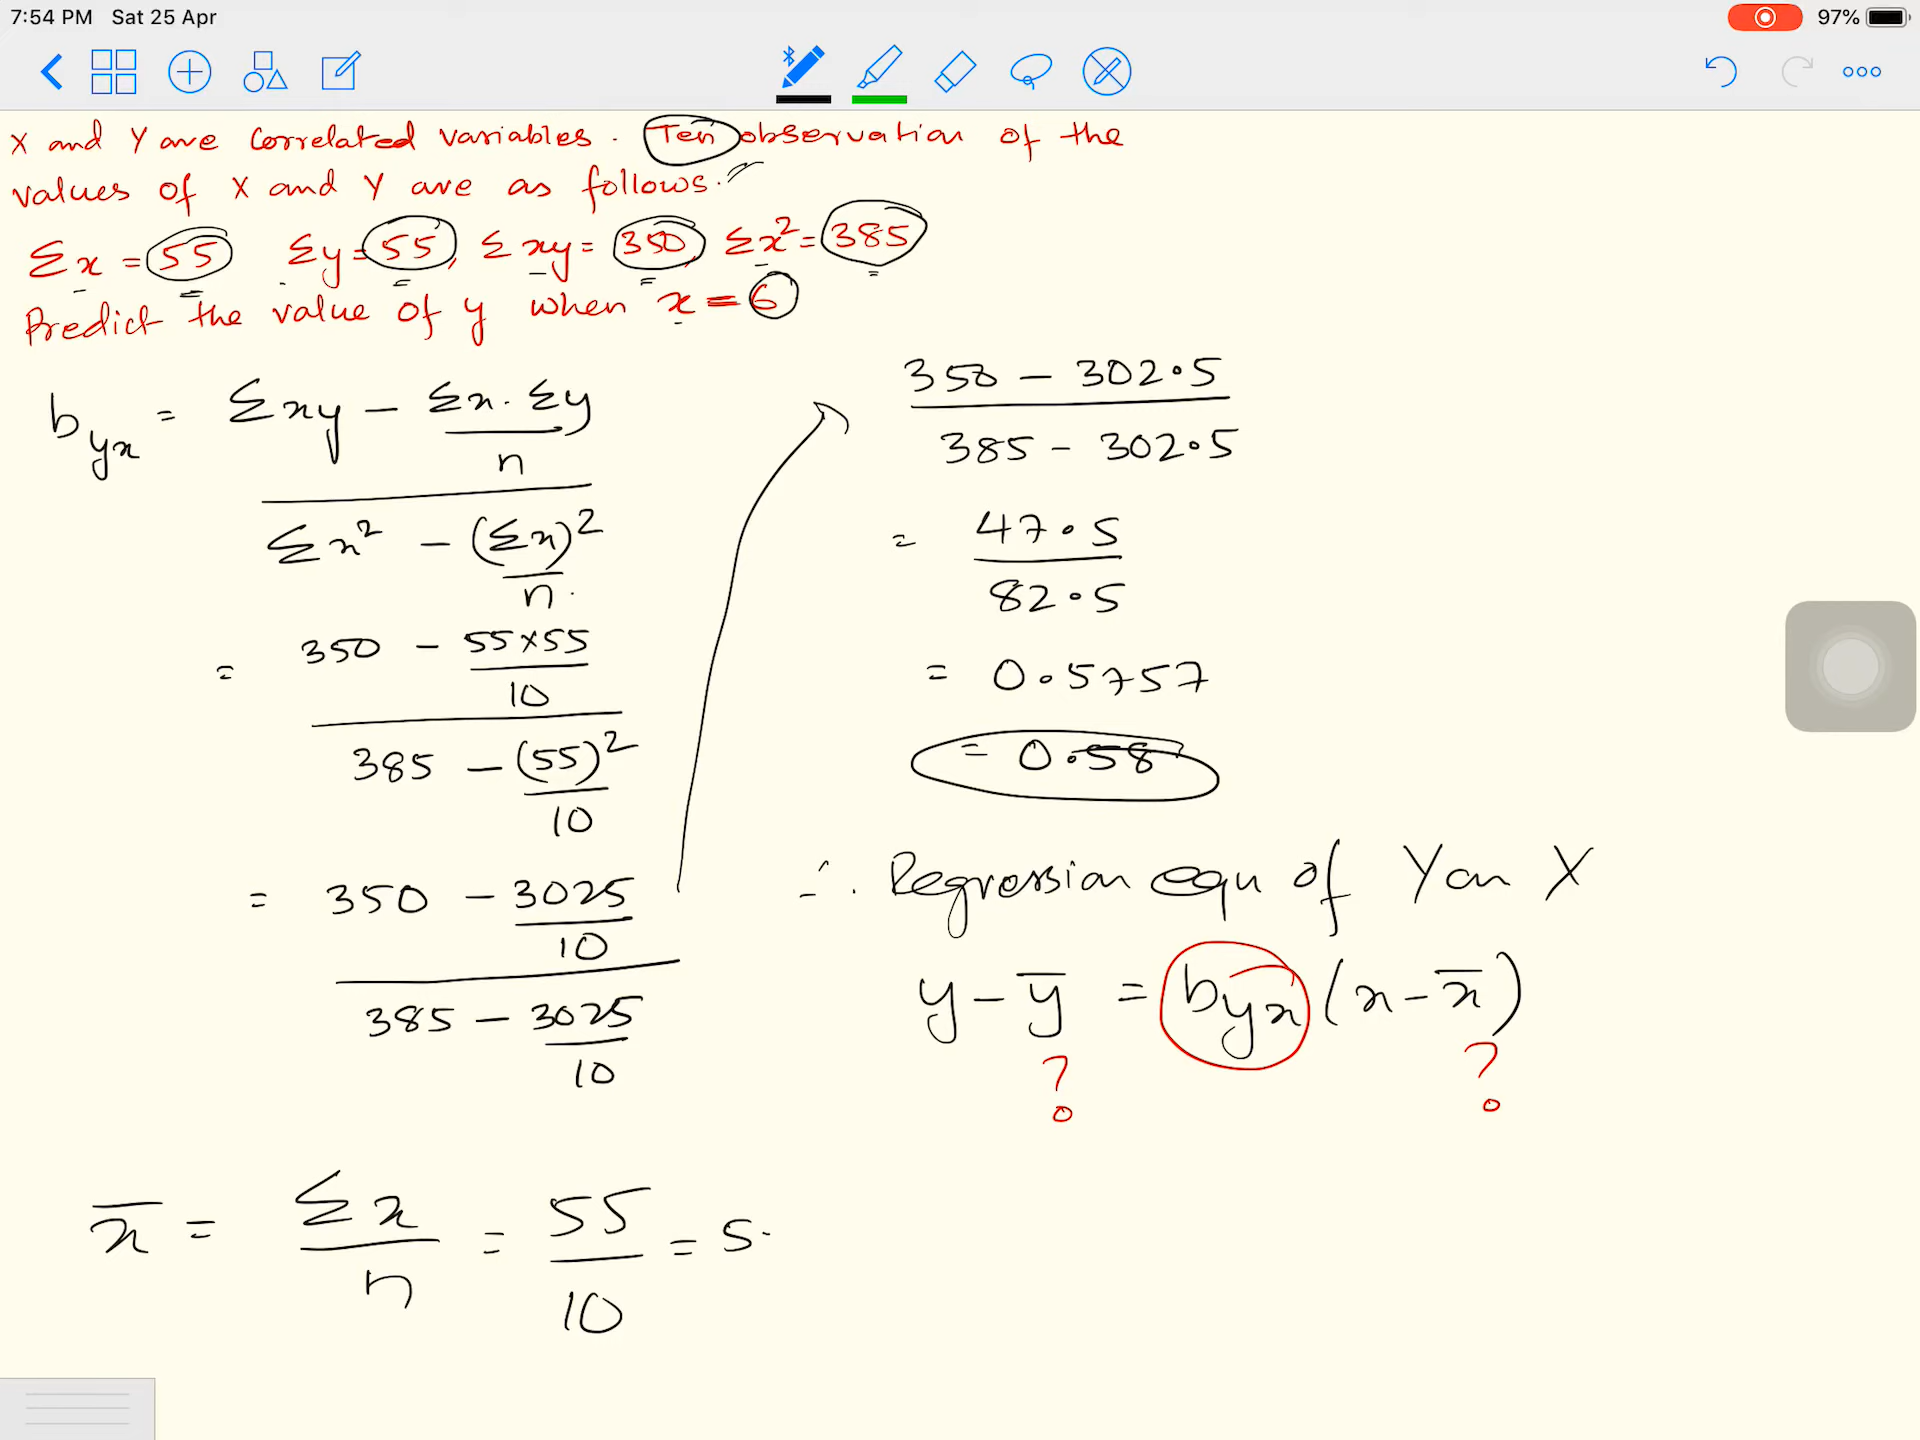 7:54 PM Sat 25 Apr 97%
X and Y are Correlated variables. Ten observation of the
values of X and Y are as follows.
Σx = 55 Σy = 55, Σxy = 350, Σx² = 385
Predict the value of y when x = 6
b_yx = (Σxy − (Σx·Σy)/n) / (Σx² − (Σx)²/n)
= (350 − (55×55)/10) / (385 − (55)²/10)
= (350 − 3025/10) / (385 − 3025/10)
(350 − 302.5) / (385 − 302.5)
= 47.5 / 82.5
= 0.5757
= 0.58
∴ Regression equ of Y on X
y − ȳ = b_yx (x − x̄)
? ?
x̄ = Σx/n = 55/10 = 5.